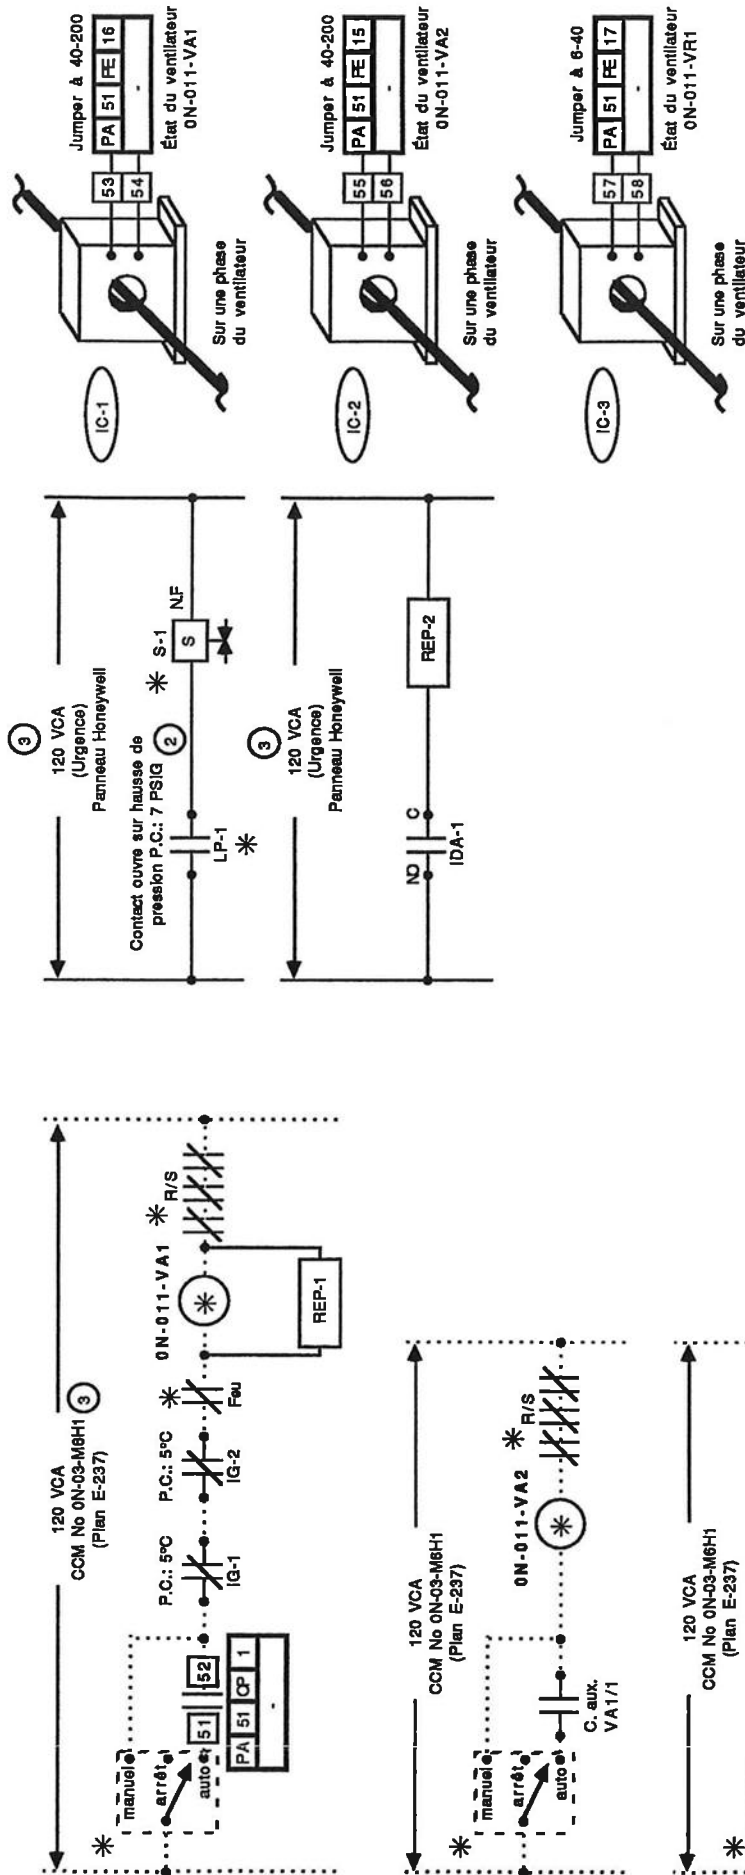 120 VCA
CCM No 0N-03-M6H1
(Plan E-237)
3
manuel
arrêt
auto
51
52
PA 51 CP 1
-
P.C.: 5ºC
IG-1
P.C.: 5ºC
IG-2
Feu
0N-011-VA1
REP-1
R/S
120 VCA
CCM No 0N-03-M6H1
(Plan E-237)
manuel
arrêt
auto
C. aux.
VA1/1
0N-011-VA2
R/S
120 VCA
CCM No 0N-03-M6H1
(Plan E-237)
3
120 VCA
(Urgence)
Panneau Honeywell
Contact ouvre sur hausse de
pression P.C.: 7 PSIG
2
LP-1
S-1
S
N.F
3
120 VCA
(Urgence)
Panneau Honeywell
NO
C
IDA-1
REP-2
IC-1
Sur une phase
du ventilateur
53
54
Jumper à 40-200
PA 51 PE 16
-
État du ventilateur
0N-011-VA1
IC-2
Sur une phase
du ventilateur
55
56
Jumper à 40-200
PA 51 PE 15
-
État du ventilateur
0N-011-VA2
IC-3
Sur une phase
du ventilateur
57
58
Jumper à 6-40
PA 51 PE 17
-
État du ventilateur
0N-011-VR1